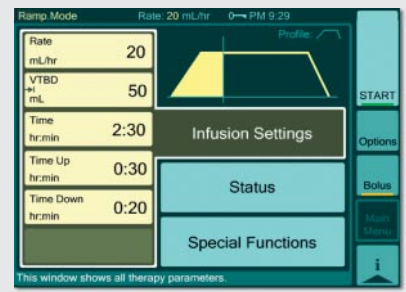 Ramp.Mode Rate: 20 mL/hr PM 9:29
Rate
mL/hr 20
Profile:
VTBD
mL 50
START
Time
hr:min 2:30
Infusion Settings
Options
Time Up
hr:min 0:30
Status
Bolus
Time Down
hr:min 0:20
Main
Menu
Special Functions
i
This window shows all therapy parameters.